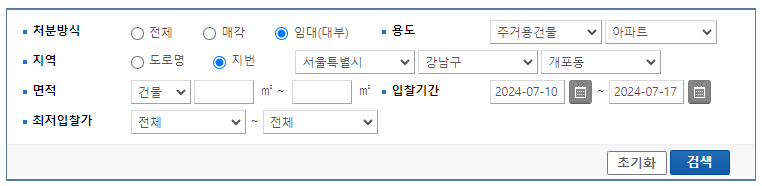 처분방식 전체 매각 임대(대부) 용도 주거용건물 아파트
지역 도로명 지번 서울특별시 강남구 개포동
면적 건물 ㎡ ~ ㎡ 입찰기간 2024-07-10 ~ 2024-07-17
최저입찰가 전체 ~ 전체
초기화 검색